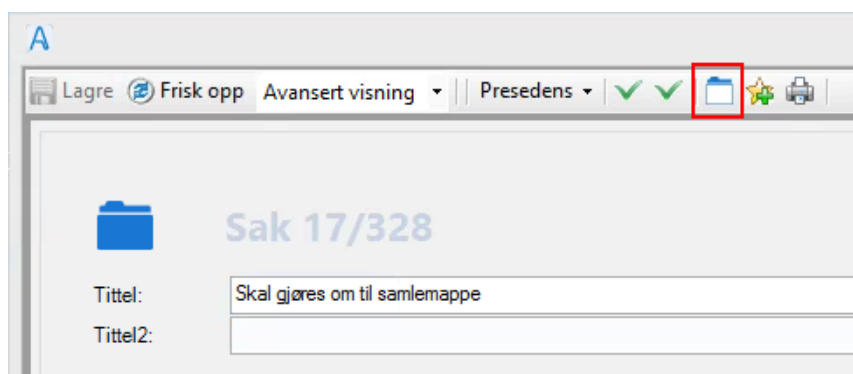 A
Lagre Frisk opp Avansert visning Presedens
Sak 17/328
Tittel: Skal gjøres om til samlemappe
Tittel2: